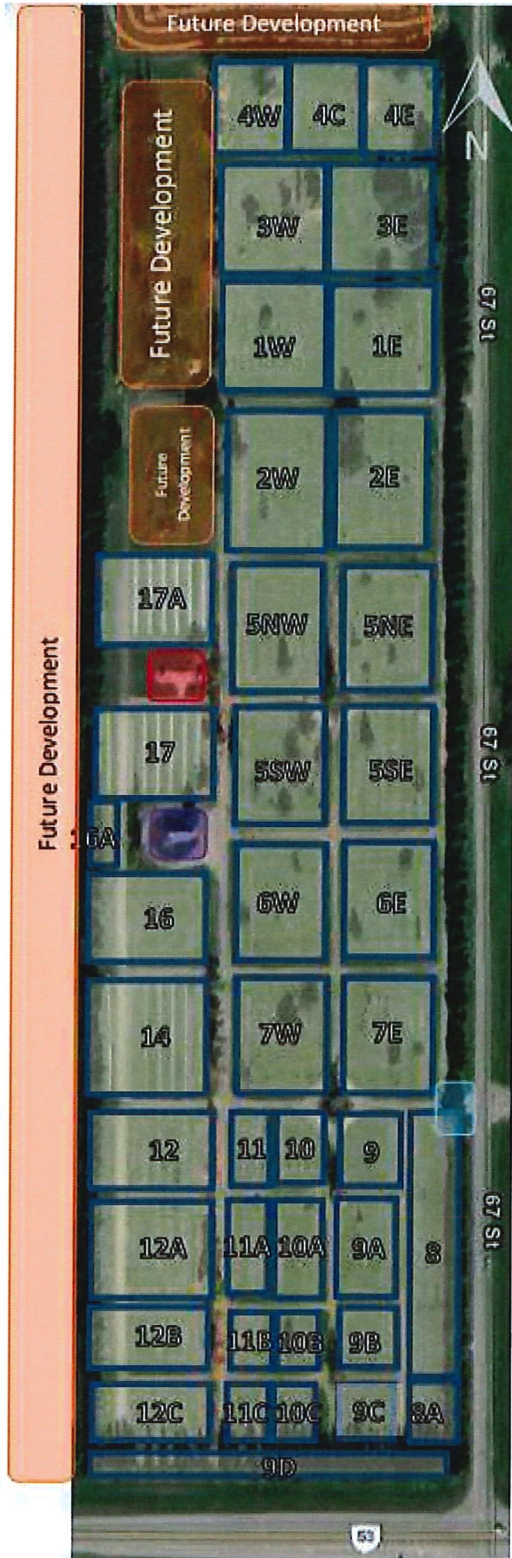 Future Development
4W 4C 4E
N
Future Development
3W 3E
67 St
1W 1E
Future
Development
2W 2E
17A
5NW 5NE
Future Development
17
5SW 5SE
67 St
16A
16
6W 6E
14
7W 7E
12 11 10 9
67 St
12A 11A 10A 9A 8
12B 11B 10B 9B
12C 11C 10C 9C 8A
9D
53